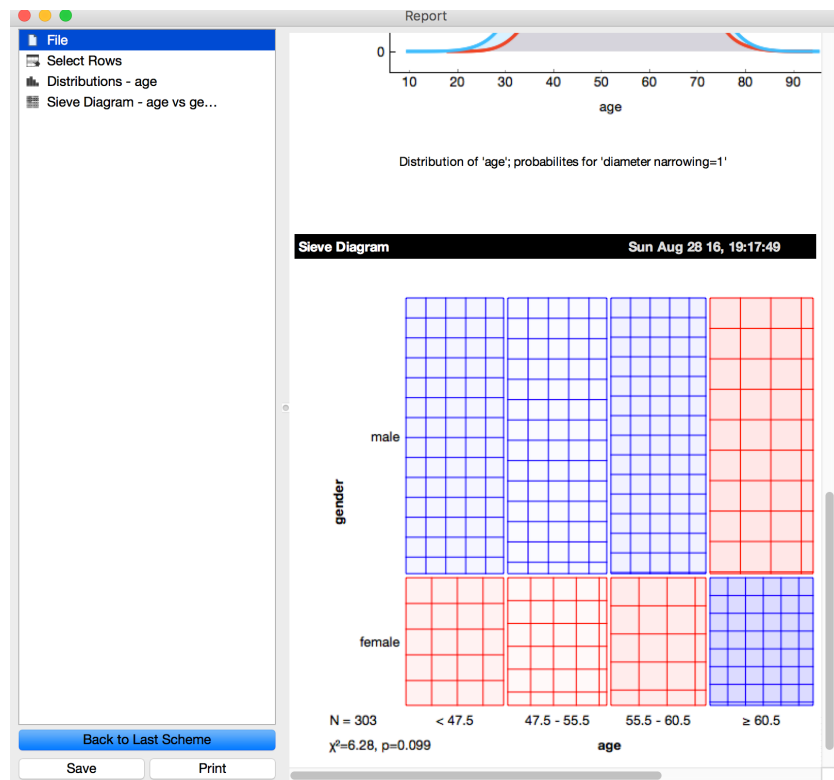 Report
File
Select Rows
Distributions - age
Sieve Diagram - age vs ge…
Back to Last Scheme
Save
Print
0
10 20 30 40 50 60 70 80 90
age
Distribution of 'age'; probabilites for 'diameter narrowing=1'
Sieve Diagram Sun Aug 28 16, 19:17:49
male
gender
female
N = 303 < 47.5 47.5 - 55.5 55.5 - 60.5 ≥ 60.5
χ²=6.28, p=0.099 age